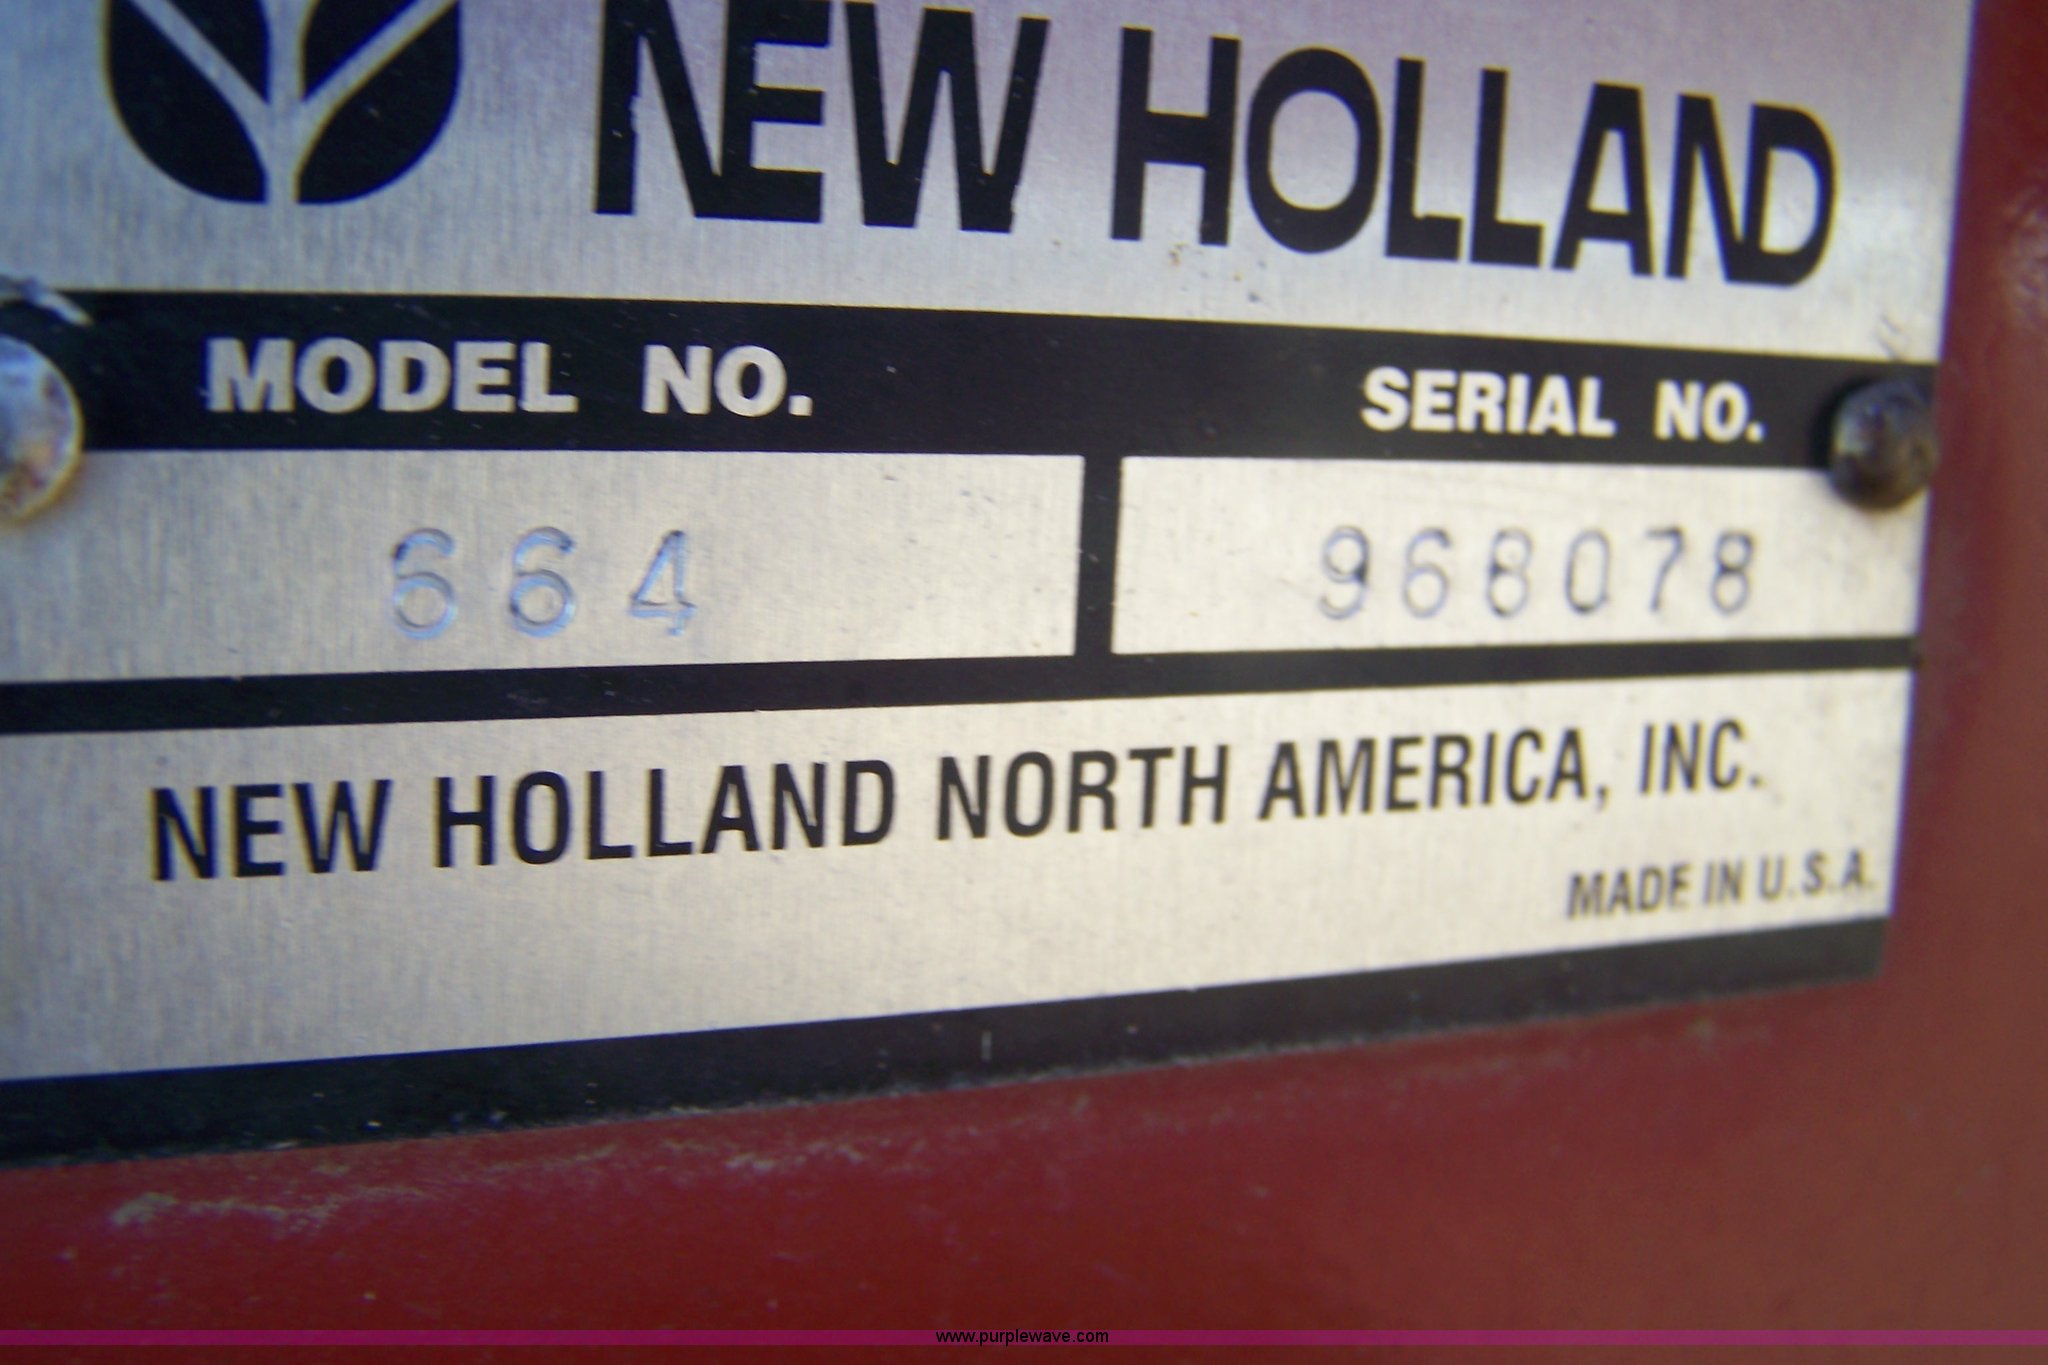 NEW HOLLAND
MODEL NO. SERIAL NO.
664 968078
NEW HOLLAND NORTH AMERICA, INC.
MADE IN U.S.A.
www.purplewave.com